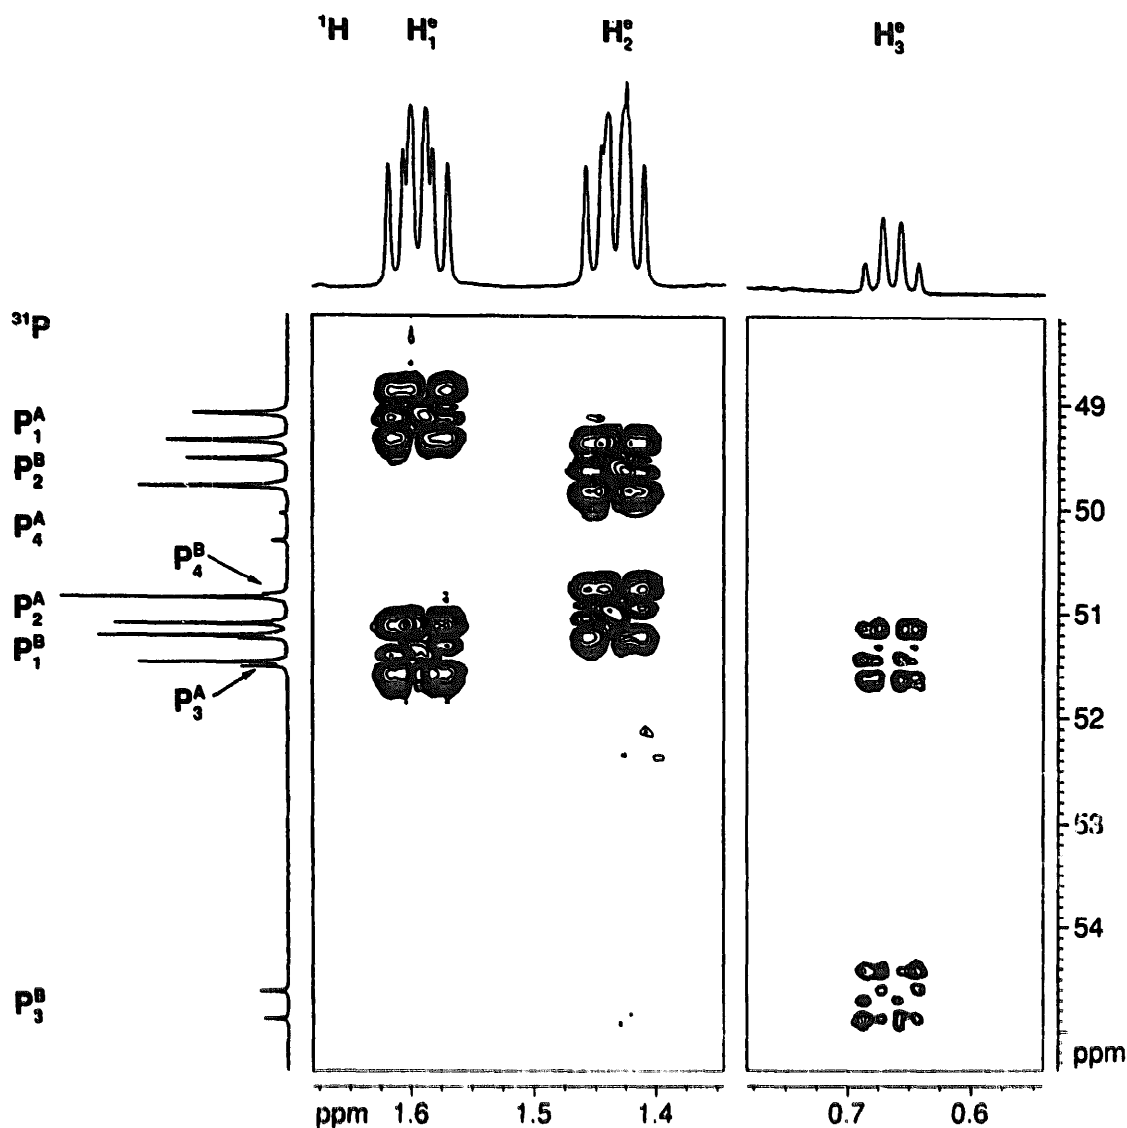 ¹H H₁ᵉ H₂ᵉ H₃ᵉ
³¹P
P₁ᴬ
P₂ᴮ
P₄ᴬ
P₄ᴮ
P₂ᴬ
P₁ᴮ
P₃ᴬ
P₃ᴮ
49
50
51
52
53
54
ppm
ppm 1.6 1.5 1.4 0.7 0.6